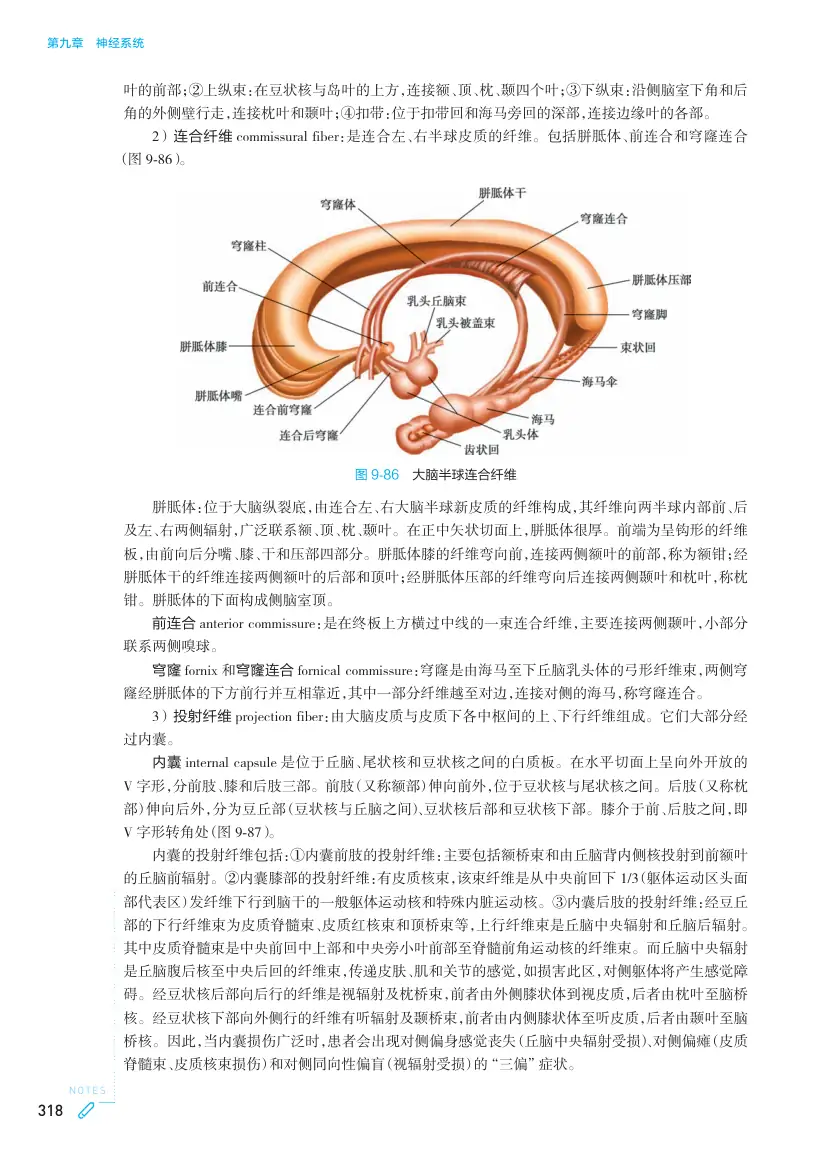 第九章 神经系统
叶的前部；②上纵束：在豆状核与岛叶的上方，连接额、顶、枕、颞四个叶；③下纵束：沿侧脑室下角和后
角的外侧壁行走，连接枕叶和颞叶；④扣带：位于扣带回和海马旁回的深部，连接边缘叶的各部。
2）连合纤维 commissural fiber：是连合左、右半球皮质的纤维。包括胼胝体、前连合和穹窿连合
（图 9-86）。
胼胝体干
穹窿体
穹窿连合
穹窿柱
前连合
胼胝体压部
乳头丘脑束
穹窿脚
乳头被盖束
胼胝体膝
束状回
海马伞
胼胝体嘴
连合前穹窿
海马
连合后穹窿
乳头体
齿状回
图 9-86 大脑半球连合纤维
胼胝体：位于大脑纵裂底，由连合左、右大脑半球新皮质的纤维构成，其纤维向两半球内部前、后
及左、右两侧辐射，广泛联系额、顶、枕、颞叶。在正中矢状切面上，胼胝体很厚。前端为呈钩形的纤维
板，由前向后分嘴、膝、干和压部四部分。胼胝体膝的纤维弯向前，连接两侧额叶的前部，称为额钳；经
胼胝体干的纤维连接两侧额叶的后部和顶叶；经胼胝体压部的纤维弯向后连接两侧颞叶和枕叶，称枕
钳。胼胝体的下面构成侧脑室顶。
前连合 anterior commissure：是在终板上方横过中线的一束连合纤维，主要连接两侧颞叶，小部分
联系两侧嗅球。
穹窿 fornix 和穹窿连合 fornical commissure：穹窿是由海马至下丘脑乳头体的弓形纤维束，两侧穹
窿经胼胝体的下方前行并互相靠近，其中一部分纤维越至对边，连接对侧的海马，称穹窿连合。
3）投射纤维 projection fiber：由大脑皮质与皮质下各中枢间的上、下行纤维组成。它们大部分经
过内囊。
内囊 internal capsule 是位于丘脑、尾状核和豆状核之间的白质板。在水平切面上呈向外开放的
V 字形，分前肢、膝和后肢三部。前肢（又称额部）伸向前外，位于豆状核与尾状核之间。后肢（又称枕
部）伸向后外，分为豆丘部（豆状核与丘脑之间）、豆状核后部和豆状核下部。膝介于前、后肢之间，即
V 字形转角处（图 9-87）。
内囊的投射纤维包括：①内囊前肢的投射纤维：主要包括额桥束和由丘脑背内侧核投射到前额叶
的丘脑前辐射。②内囊膝部的投射纤维：有皮质核束，该束纤维是从中央前回下 1/3（躯体运动区头面
部代表区）发纤维下行到脑干的一般躯体运动核和特殊内脏运动核。③内囊后肢的投射纤维：经豆丘
部的下行纤维束为皮质脊髓束、皮质红核束和顶桥束等，上行纤维束是丘脑中央辐射和丘脑后辐射。
其中皮质脊髓束是中央前回中上部和中央旁小叶前部至脊髓前角运动核的纤维束。而丘脑中央辐射
是丘脑腹后核至中央后回的纤维束，传递皮肤、肌和关节的感觉，如损害此区，对侧躯体将产生感觉障
碍。经豆状核后部向后行的纤维是视辐射及枕桥束，前者由外侧膝状体到视皮质，后者由枕叶至脑桥
核。经豆状核下部向外侧行的纤维有听辐射及颞桥束，前者由内侧膝状体至听皮质，后者由颞叶至脑
桥核。因此，当内囊损伤广泛时，患者会出现对侧偏身感觉丧失（丘脑中央辐射受损）、对侧偏瘫（皮质
脊髓束、皮质核束损伤）和对侧同向性偏盲（视辐射受损）的“三偏”症状。
NOTES
318